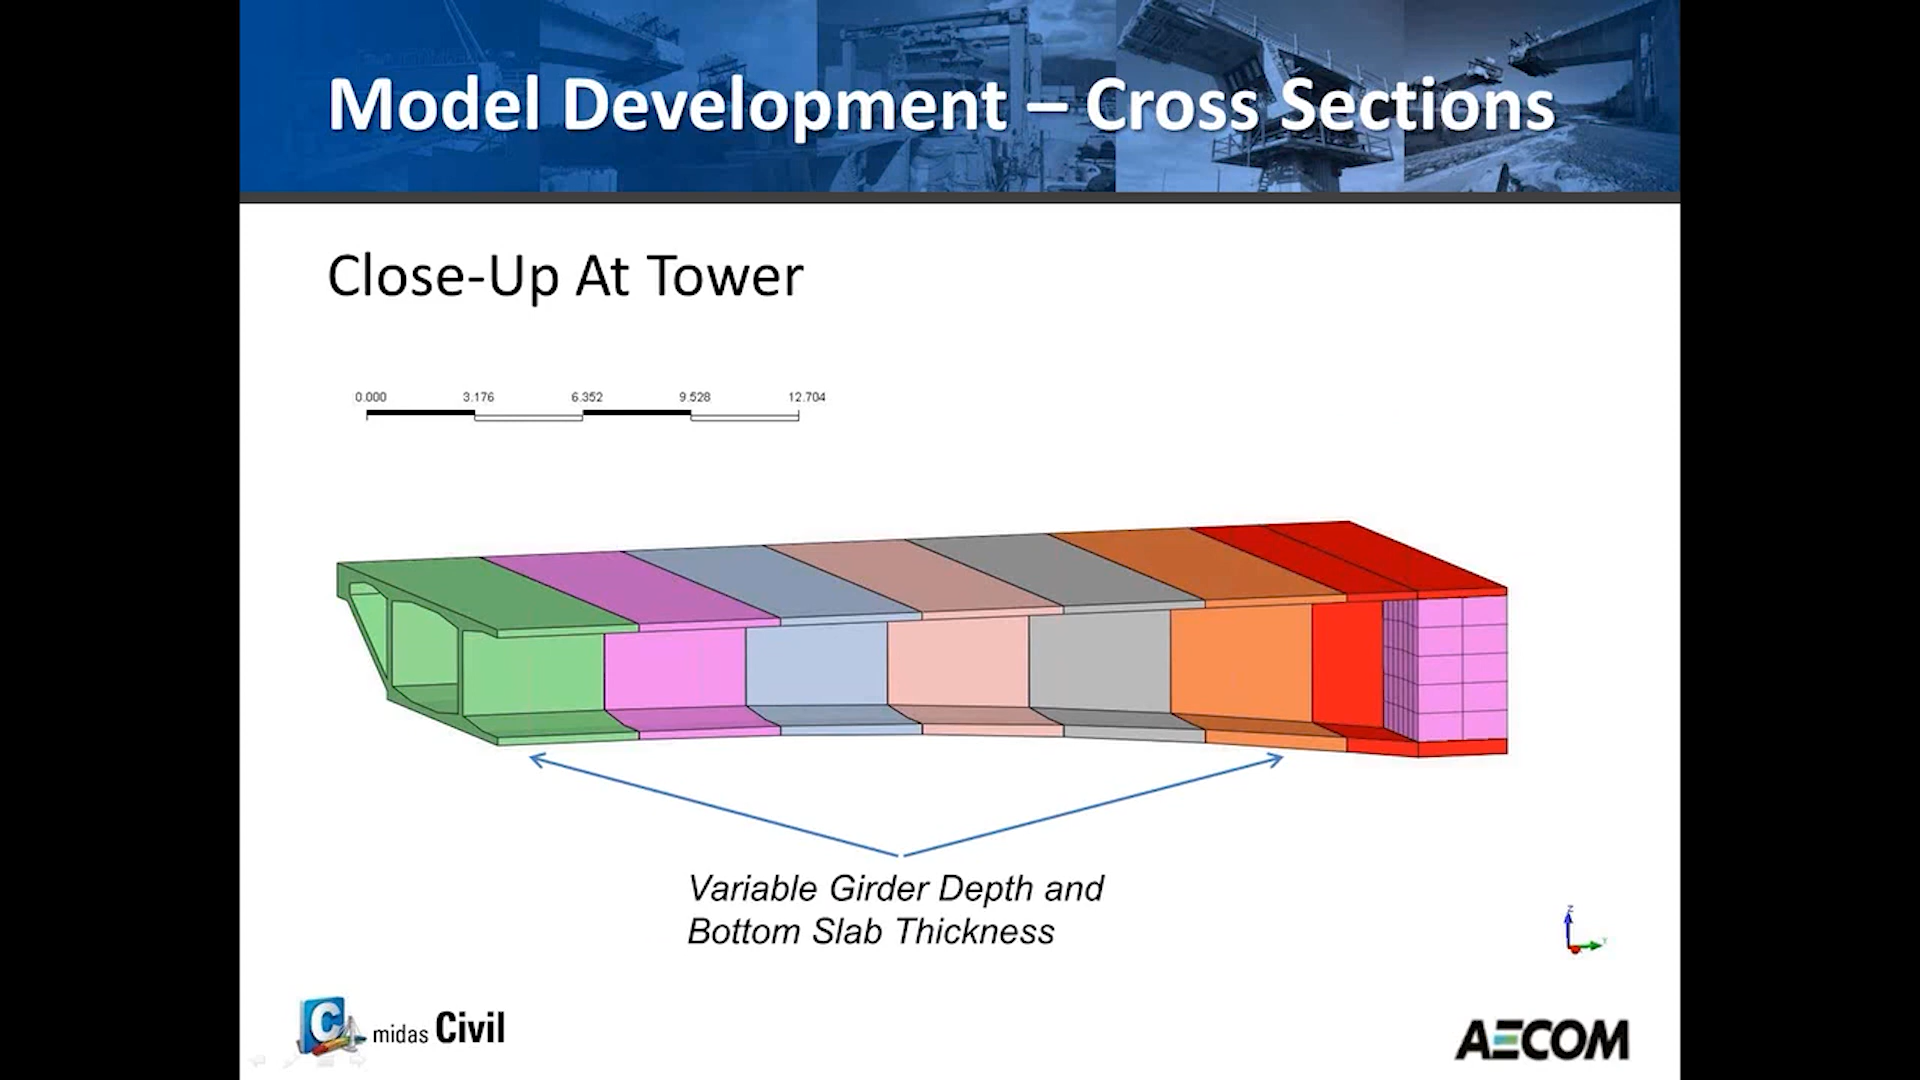 Model Development – Cross Sections
Close-Up At Tower
0.000 3.176 6.352 9.528 12.704
Variable Girder Depth and
Bottom Slab Thickness
Z
Y
C midas Civil
AECOM